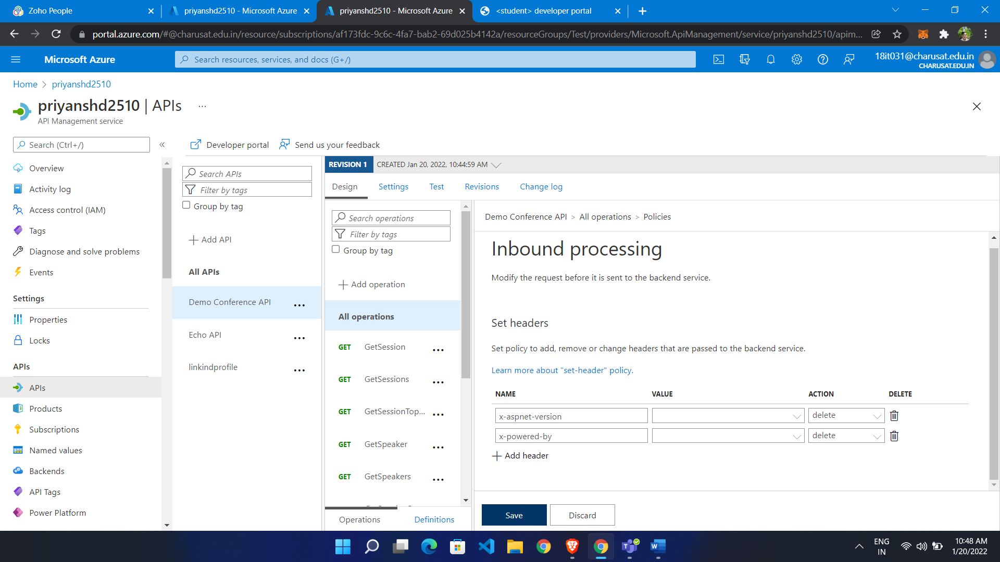 Zoho People
priyanshd2510 - Microsoft Azure
priyanshd2510 - Microsoft Azure
<student> developer portal
portal.azure.com/#@charusat.edu.in/resource/subscriptions/af173fdc-9c6c-4fa7-bab2-69d025b4142a/resourceGroups/Test/providers/Microsoft.ApiManagement/service/priyanshd2510/apim...
Microsoft Azure
Search resources, services, and docs (G+/)
18it031@charusat.edu.in
CHARUSAT.EDU.IN
Home > priyanshd2510
priyanshd2510 | APIs ...
API Management service
Search (Ctrl+/)
«
Overview
Activity log
Access control (IAM)
Tags
Diagnose and solve problems
Events
Settings
Properties
Locks
APIs
APIs
Products
Subscriptions
Named values
Backends
API Tags
Power Platform
Developer portal
Send us your feedback
Search APIs
Filter by tags
Group by tag
Add API
All APIs
Demo Conference API ...
Echo API ...
linkindprofile ...
REVISION 1 CREATED Jan 20, 2022, 10:44:59 AM
Design Settings Test Revisions Change log
Search operations
Filter by tags
Group by tag
Add operation
All operations
GET GetSession ...
GET GetSessions ...
GET GetSessionTop... ...
GET GetSpeaker ...
GET GetSpeakers ...
Operations Definitions
Demo Conference API > All operations > Policies
Inbound processing
Modify the request before it is sent to the backend service.
Set headers
Set policy to add, remove or change headers that are passed to the backend service.
Learn more about "set-header" policy.
NAME VALUE ACTION DELETE
x-aspnet-version delete
x-powered-by delete
Add header
Save Discard
ENG
IN
10:48 AM
1/20/2022